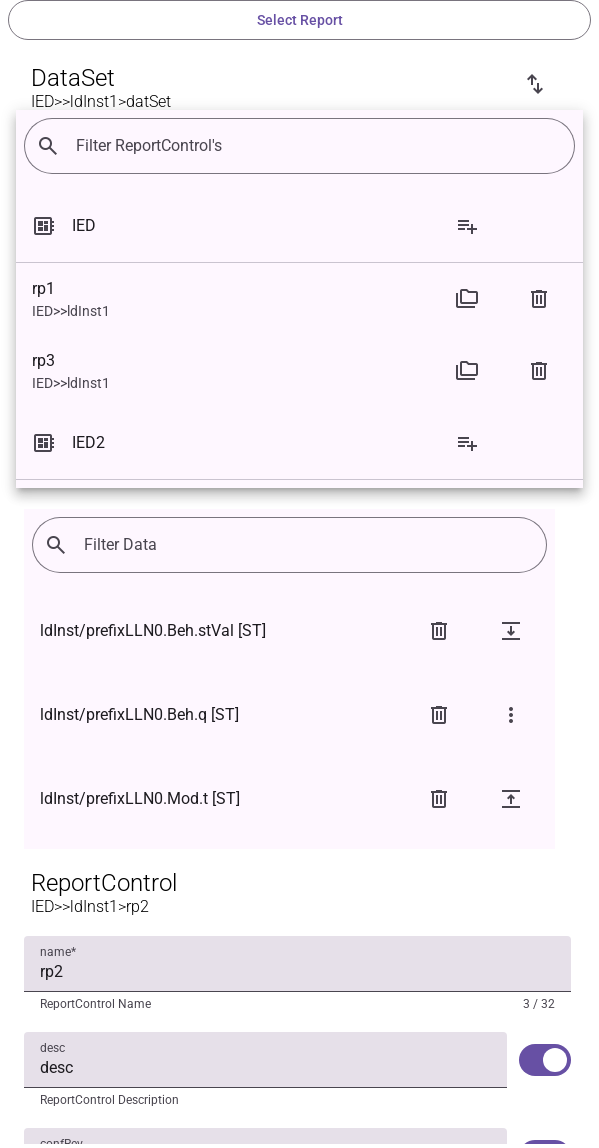 Select Report
DataSet
IED>>ldInst1>datSet
Filter ReportControl's
IED
rp1
IED>>ldInst1
rp3
IED>>ldInst1
IED2
Filter Data
ldInst/prefixLLN0.Beh.stVal [ST]
ldInst/prefixLLN0.Beh.q [ST]
ldInst/prefixLLN0.Mod.t [ST]
ReportControl
IED>>ldInst1>rp2
name*
rp2
ReportControl Name 3 / 32
desc
desc
ReportControl Description
confRev